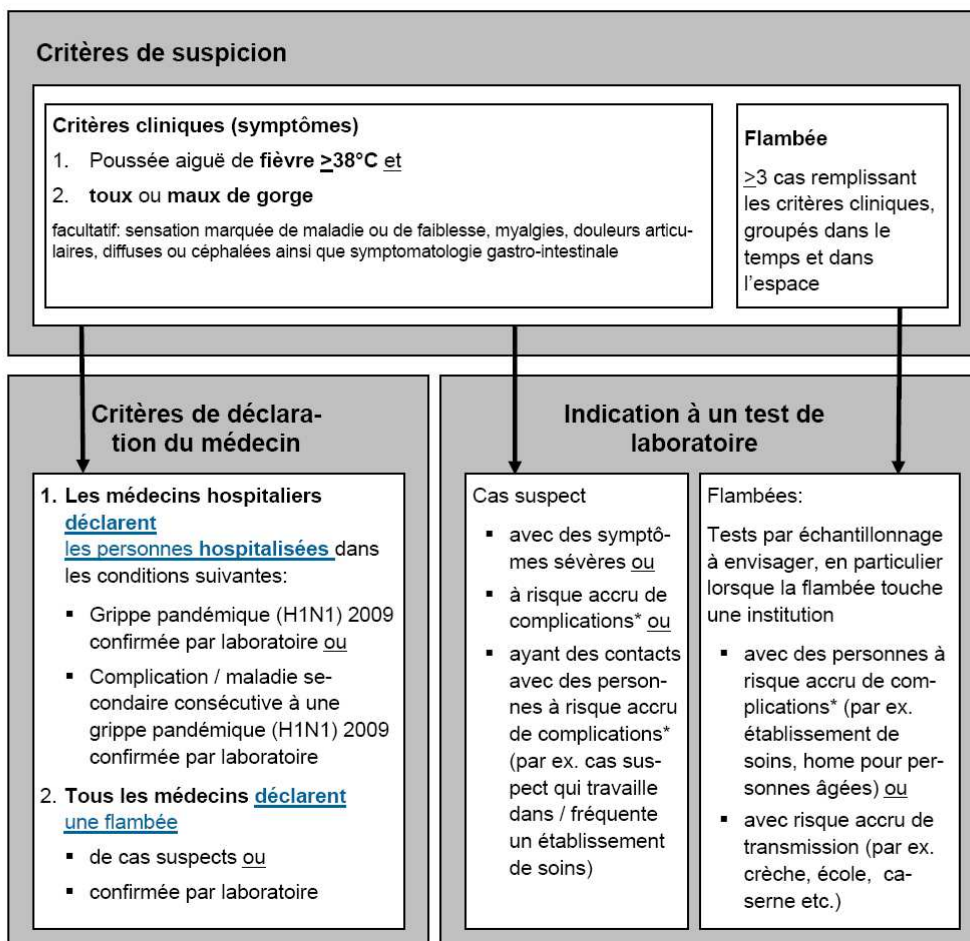 Critères de suspicion
Critères cliniques (symptômes)
1. Poussée aiguë de fièvre ≥38°C et
2. toux ou maux de gorge
facultatif: sensation marquée de maladie ou de faiblesse, myalgies, douleurs articu-
laires, diffuses ou céphalées ainsi que symptomatologie gastro-intestinale
Flambée
≥3 cas remplissant
les critères cliniques,
groupés dans le
temps et dans
l'espace
Critères de déclara-
tion du médecin
1. Les médecins hospitaliers
déclarent
les personnes hospitalisées dans
les conditions suivantes:
▪ Grippe pandémique (H1N1) 2009
confirmée par laboratoire ou
▪ Complication / maladie se-
condaire consécutive à une
grippe pandémique (H1N1) 2009
confirmée par laboratoire
2. Tous les médecins déclarent
une flambée
▪ de cas suspects ou
▪ confirmée par laboratoire
Indication à un test de
laboratoire
Cas suspect
▪ avec des symptô-
mes sévères ou
▪ à risque accru de
complications* ou
▪ ayant des contacts
avec des person-
nes à risque accru
de complications*
(par ex. cas sus-
pect qui travaille
dans / fréquente
un établissement
de soins)
Flambées:
Tests par échantillonnage
à envisager, en particulier
lorsque la flambée touche
une institution
▪ avec des personnes à
risque accru de com-
plications* (par ex.
établissement de
soins, home pour per-
sonnes âgées) ou
▪ avec risque accru de
transmission (par ex.
crèche, école, ca-
serne etc.)